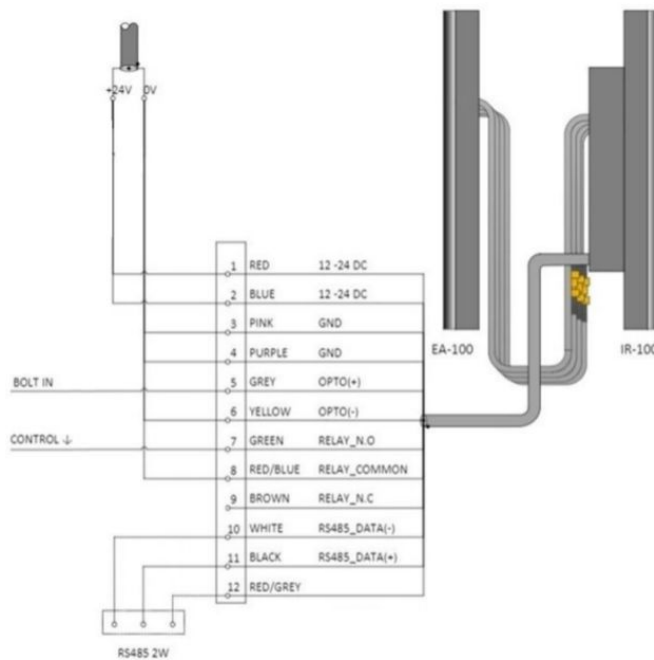 +24V 0V
1 RED 12 -24 DC
2 BLUE 12 -24 DC
3 PINK GND
4 PURPLE GND
BOLT IN 5 GREY OPTO(+)
6 YELLOW OPTO(-)
CONTROL ↓ 7 GREEN RELAY_N.O
8 RED/BLUE RELAY_COMMON
9 BROWN RELAY_N.C
10 WHITE RS485_DATA(-)
11 BLACK RS485_DATA(+)
12 RED/GREY
RS485 2W
EA-100 IR-100